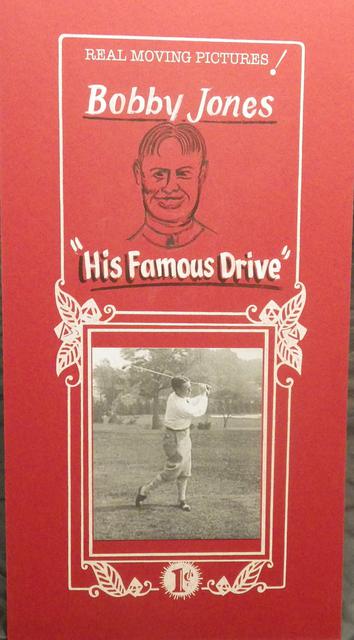 REAL MOVING PICTURES!
Bobby Jones
"His Famous Drive"
1¢